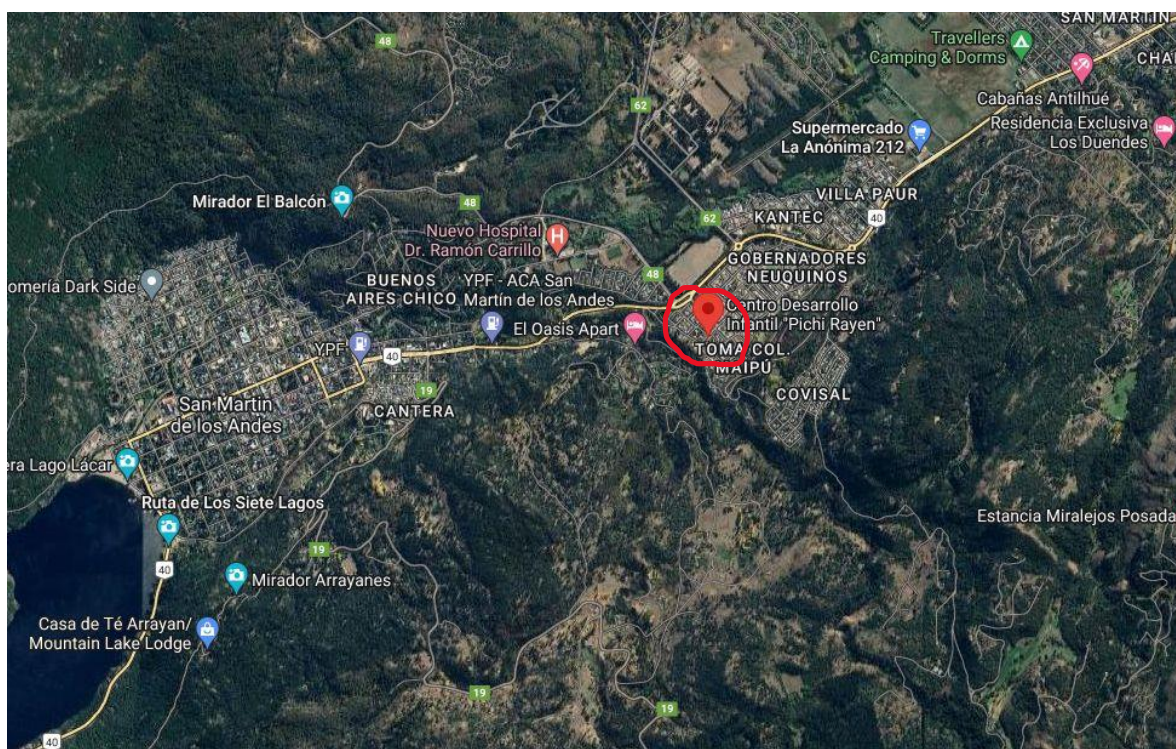 SAN MARTIN
48
Travellers
Camping & Dorms
CHA
Cabañas Antilhué
62
Residencia Exclusiva
Los Duendes
Supermercado
La Anónima 212
Mirador El Balcón
48
VILLA PAUR
62
KANTEC
40
Nuevo Hospital
Dr. Ramón Carrillo
GOBERNADORES
NEUQUINOS
48
omería Dark Side
BUENOS
AIRES CHICO
YPF - ACA San
Martín de los Andes
Centro Desarrollo
Infantil "Pichi Rayen"
El Oasis Apart
YPF
40
TOMA COL.
MAIPÚ
19
COVISAL
CANTERA
San Martín
de los Andes
era Lago Lácar
Ruta de Los Siete Lagos
Estancia Miralejos Posada
19
40
Mirador Arrayanes
Casa de Té Arrayan/
Mountain Lake Lodge
19
19
40